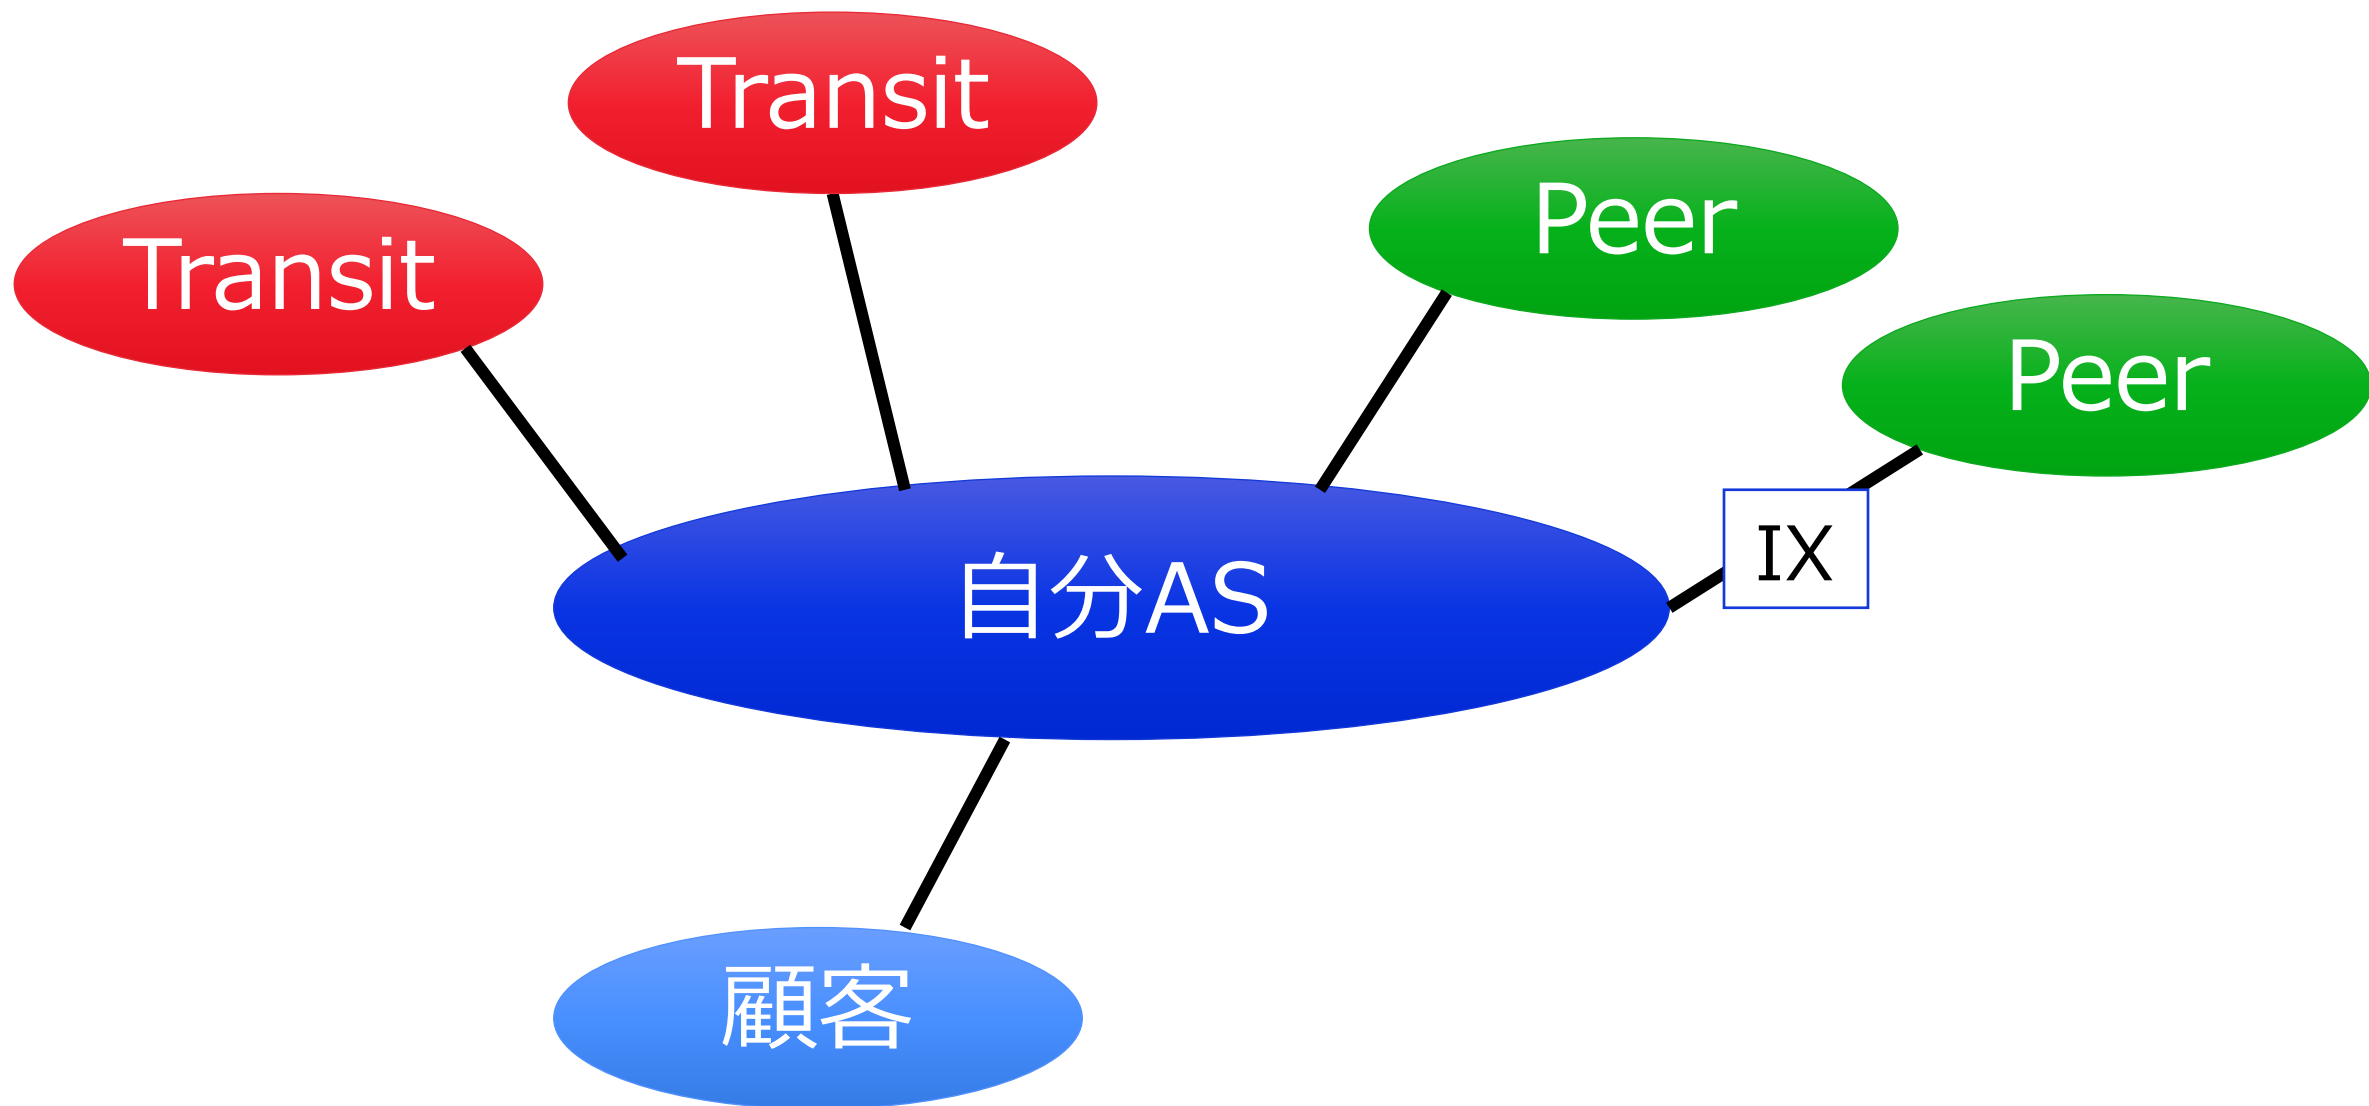 Transit
Transit
Peer
Peer
IX
自分AS
顧客